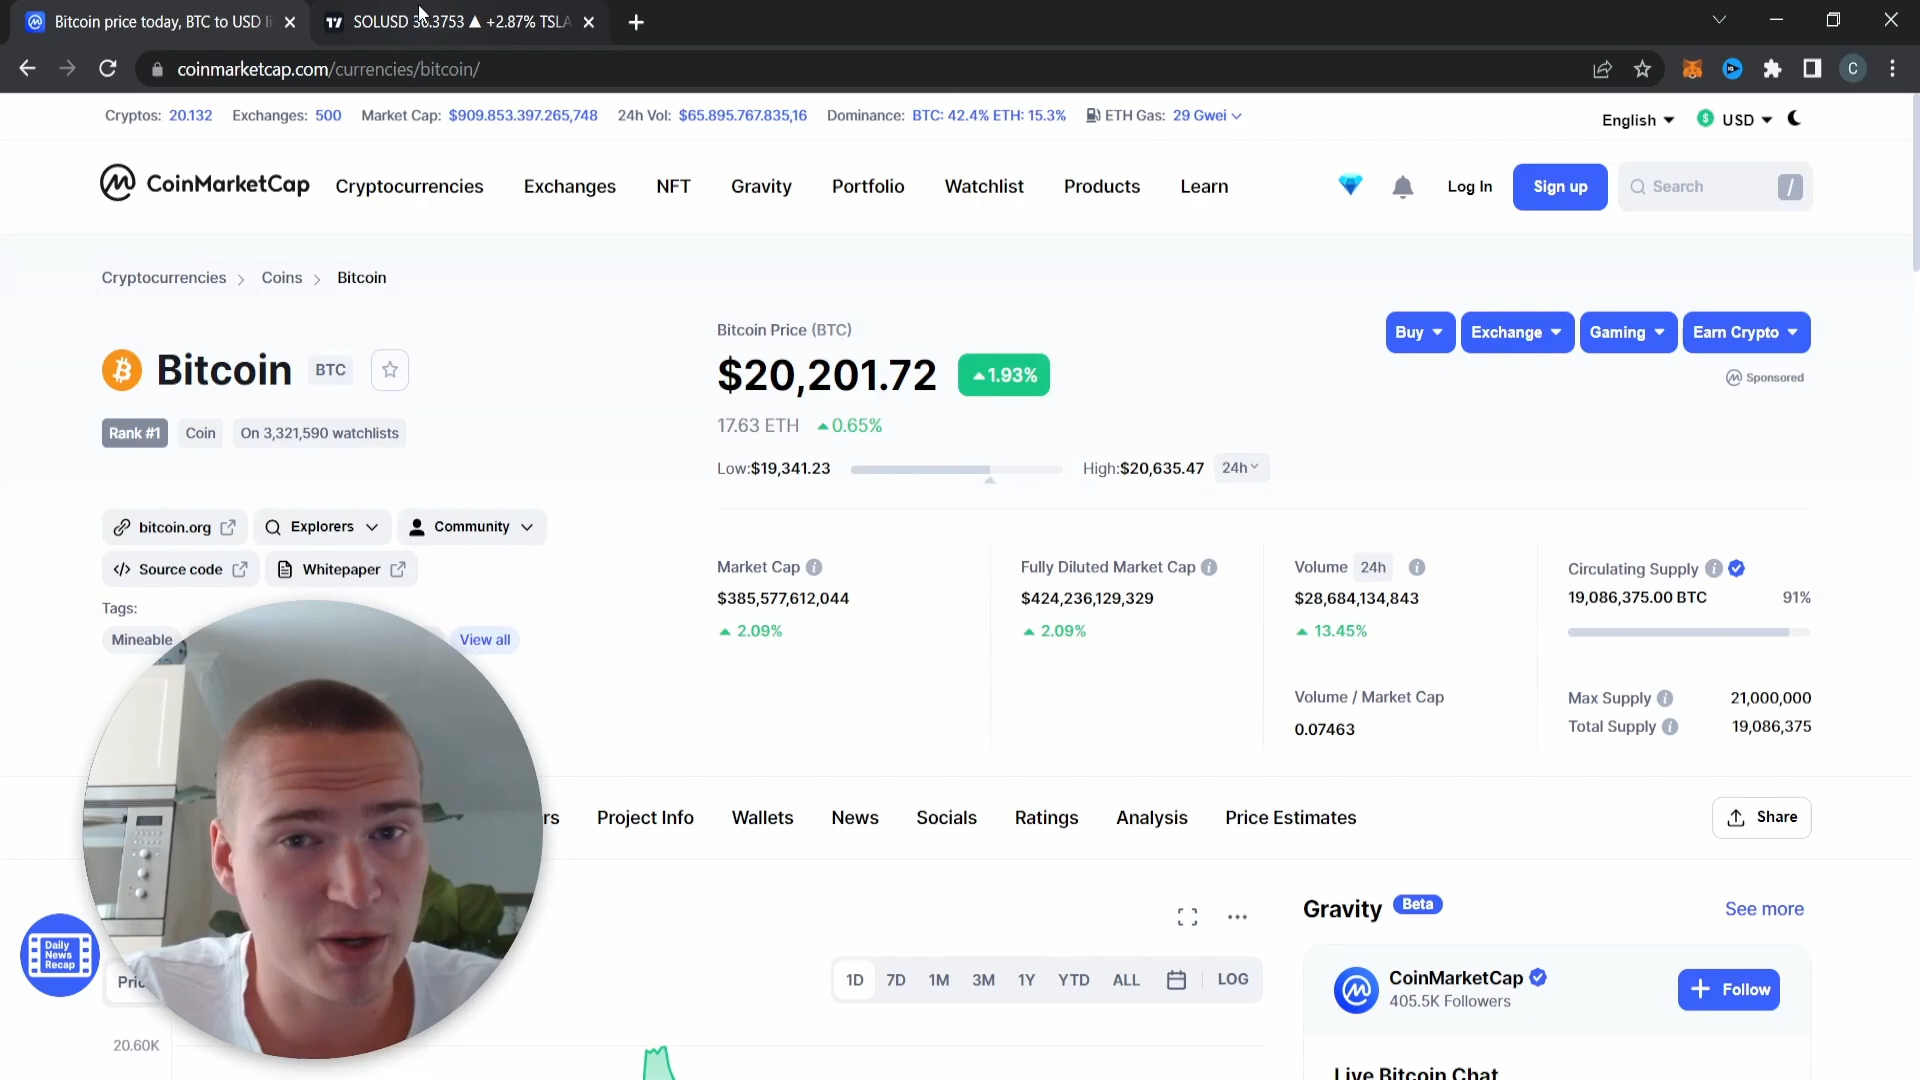 Bitcoin price today, BTC to USD li
SOLUSD 36.3753 ▲ +2.87% TSLA
coinmarketcap.com/currencies/bitcoin/
C
Cryptos: 20.132 Exchanges: 500 Market Cap: $909.853.397.265,748 24h Vol: $65.895.767.835,16 Dominance: BTC: 42.4% ETH: 15.3% ETH Gas: 29 Gwei
English USD
CoinMarketCap Cryptocurrencies Exchanges NFT Gravity Portfolio Watchlist Products Learn Log In Sign up Search /
Cryptocurrencies > Coins > Bitcoin
Bitcoin BTC
Rank #1 Coin On 3,321,590 watchlists
bitcoin.org Explorers Community
Source code Whitepaper
Tags:
Mineable View all
Bitcoin Price (BTC)
$20,201.72 1.93%
17.63 ETH 0.65%
Low:$19,341.23 High:$20,635.47 24h
Buy Exchange Gaming Earn Crypto
Sponsored
Market Cap
$385,577,612,044
2.09%
Fully Diluted Market Cap
$424,236,129,329
2.09%
Volume 24h
$28,684,134,843
13.45%
Volume / Market Cap
0.07463
Circulating Supply
19,086,375.00 BTC 91%
Max Supply 21,000,000
Total Supply 19,086,375
rs Project Info Wallets News Socials Ratings Analysis Price Estimates Share
Daily
News
Recap
Pric
1D 7D 1M 3M 1Y YTD ALL LOG
20.60K
Gravity Beta See more
CoinMarketCap
405.5K Followers
+ Follow
Live Bitcoin Chat